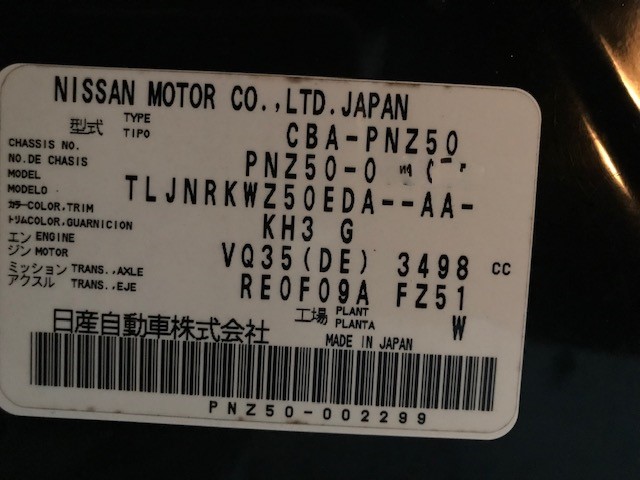 NISSAN MOTOR CO.,LTD.JAPAN
型式 TYPE TIPO CBA-PNZ50
CHASSIS NO. NO.DE CHASIS PNZ50-0
MODEL MODELO TLJNRKWZ50EDA--AA-
カラー COLOR,TRIM トリムCOLOR,GUARNICION KH3 G
エンジン ENGINE MOTOR VQ35(DE) 3498 cc
ミッション TRANS.,AXLE アクスル TRANS.,EJE RE0F09A FZ51
日産自動車株式会社 工場 PLANT PLANTA W
MADE IN JAPAN
PNZ50-002299